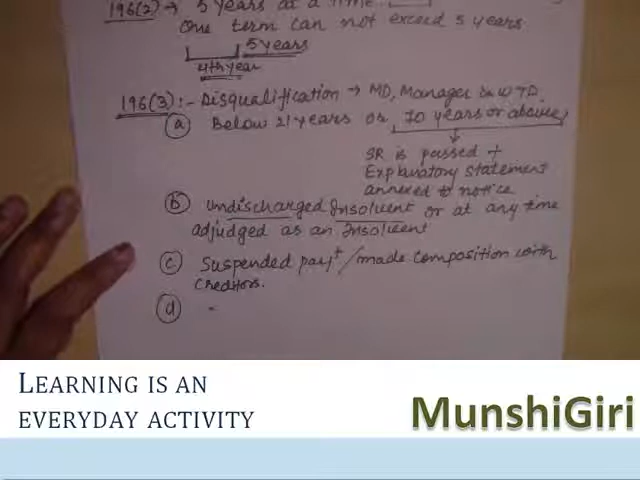 196(2) → 5 years at a time
One term can not exceed 5 years
5 years
4th year
196(3) :- Disqualification → MD, Manager or WTD.
(a) Below 21 years or 70 years or above
↓
SR is passed +
Explanatory statement
annexed to notice
(b) Undischarged Insolvent or at any time
adjudged as an Insolvent
(c) Suspended payt/made composition with
creditors.
(d) -
LEARNING IS AN
EVERYDAY ACTIVITY
MunshiGiri